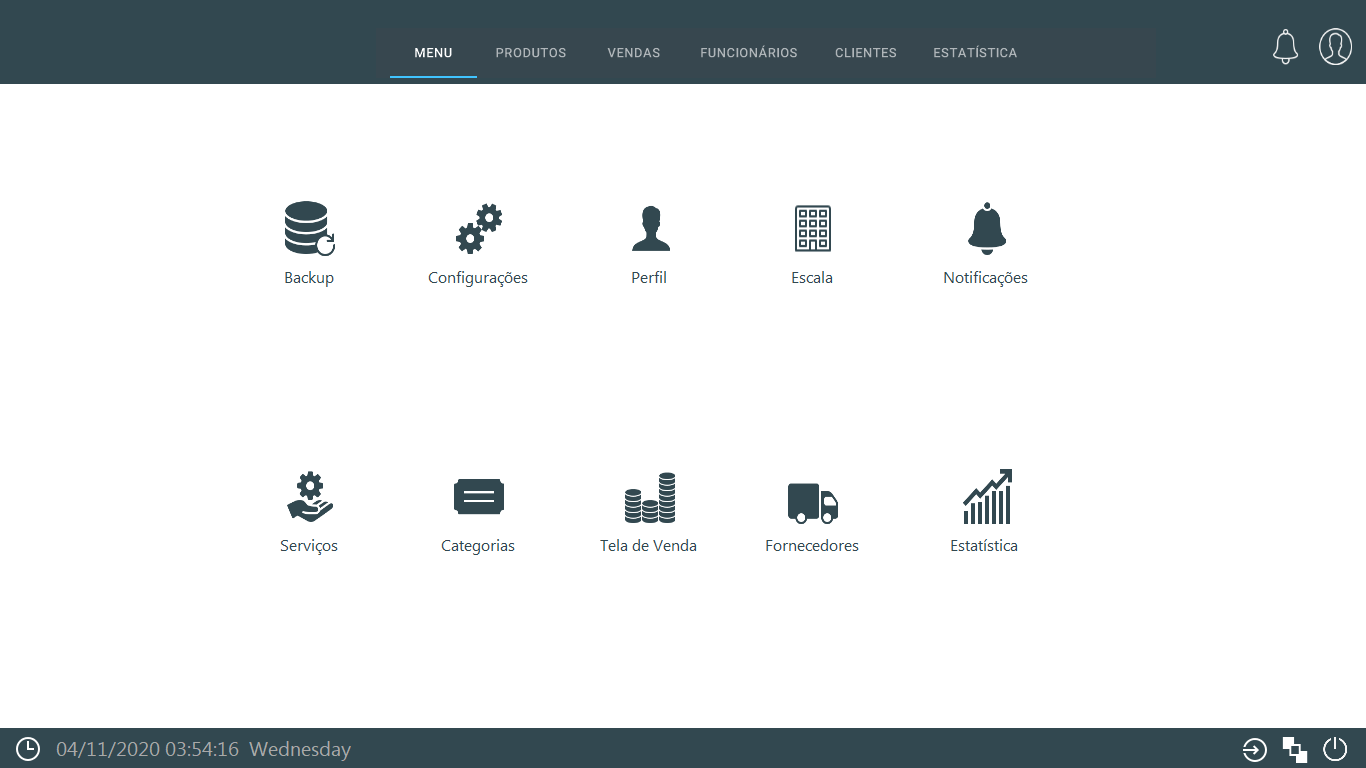 MENU PRODUTOS VENDAS FUNCIONÁRIOS CLIENTES ESTATÍSTICA
Backup Configurações Perfil Escala Notificações
Serviços Categorias Tela de Venda Fornecedores Estatística
04/11/2020 03:54:16 Wednesday